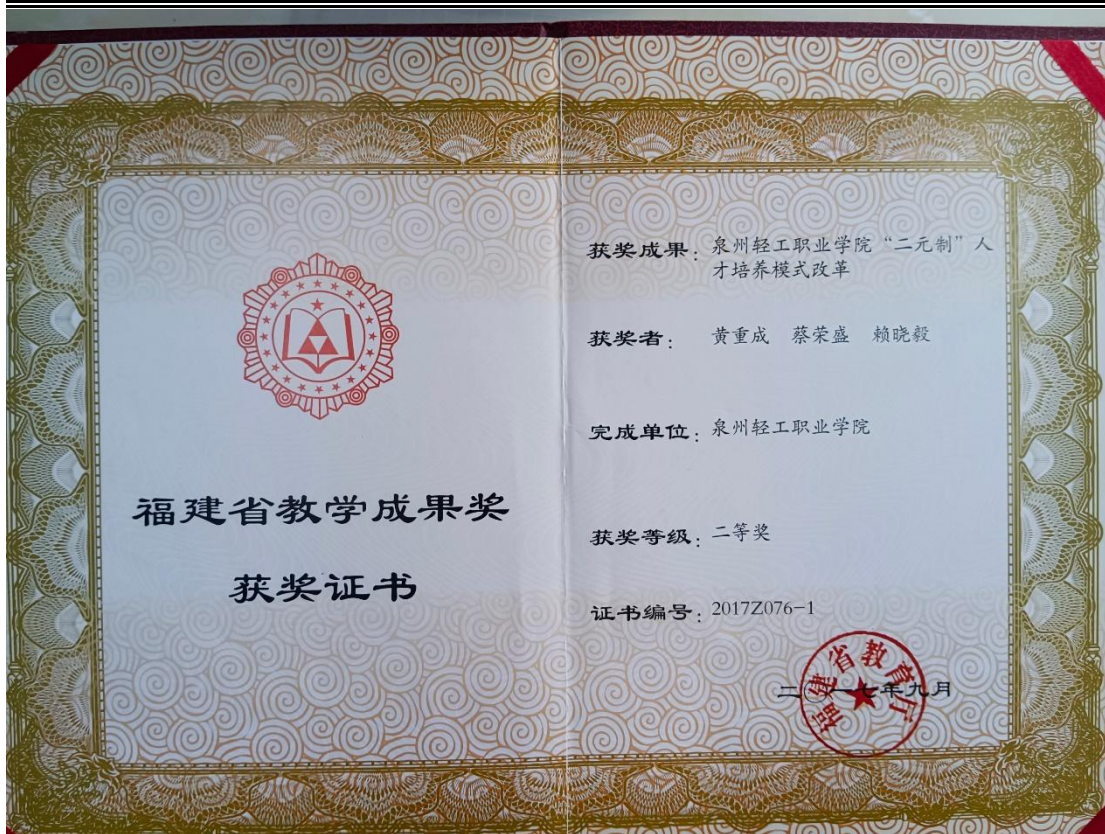 福建省教学成果奖
获奖证书
获奖成果：泉州轻工职业学院“二元制”人
才培养模式改革
获奖者： 黄重成 蔡荣盛 赖晓毅
完成单位：泉州轻工职业学院
获奖等级：二等奖
证书编号：2017Z076-1
福建省教育厅
二〇一七年九月